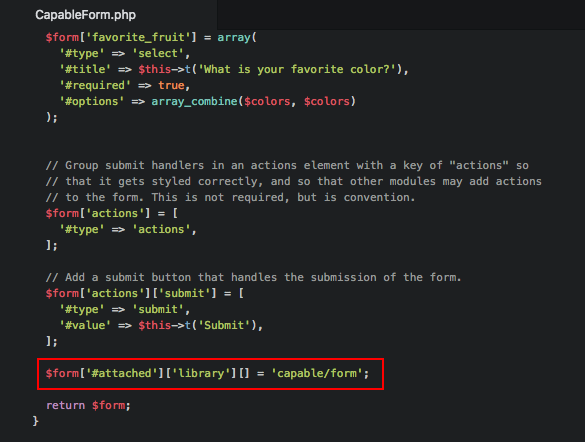 CapableForm.php
$form['favorite_fruit'] = array(
'#type' => 'select',
'#title' => $this->t('What is your favorite color?'),
'#required' => true,
'#options' => array_combine($colors, $colors)
);
// Group submit handlers in an actions element with a key of "actions" so
// that it gets styled correctly, and so that other modules may add actions
// to the form. This is not required, but is convention.
$form['actions'] = [
'#type' => 'actions',
];
// Add a submit button that handles the submission of the form.
$form['actions']['submit'] = [
'#type' => 'submit',
'#value' => $this->t('Submit'),
];
$form['#attached']['library'][] = 'capable/form';
return $form;
}